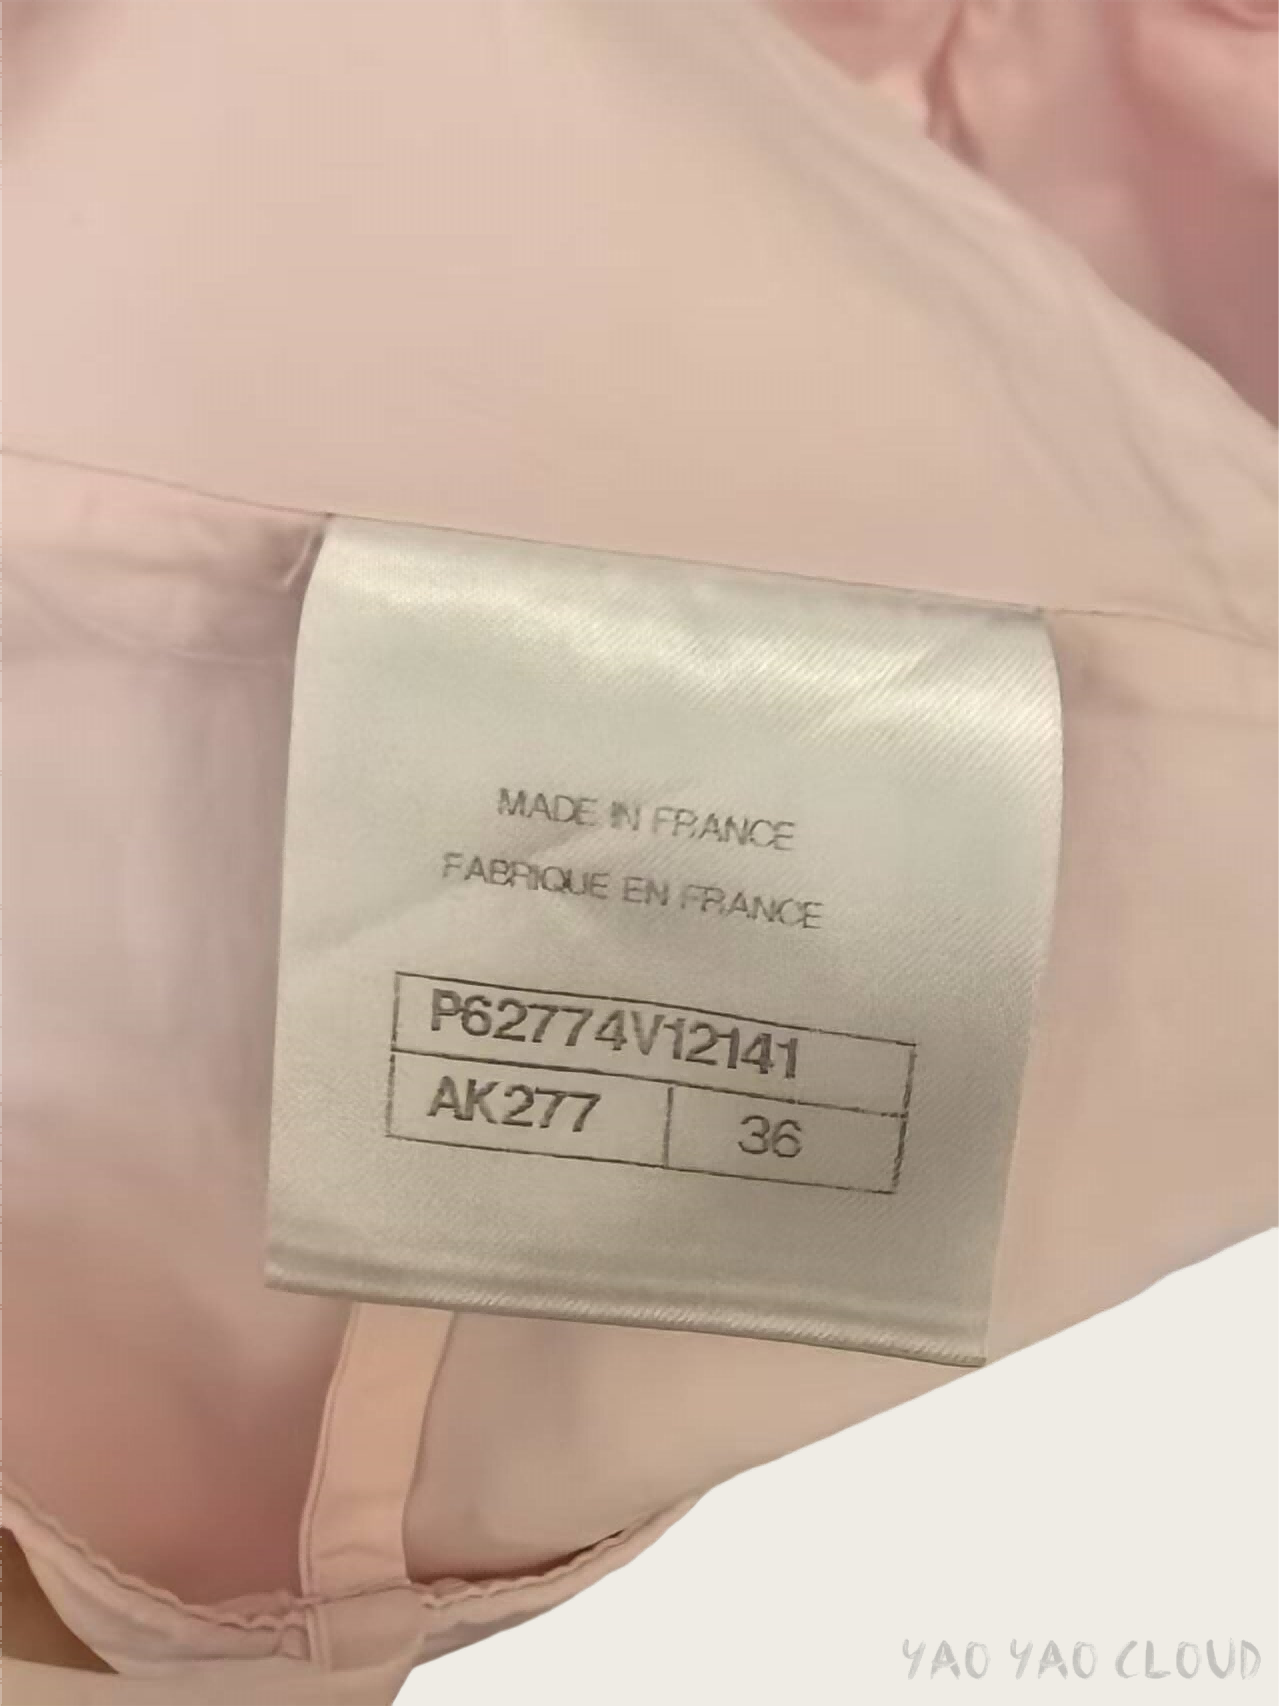 MADE IN FRANCE
FABRIQUE EN FRANCE
P62774V12141
AK277 36
YAO YAO CLOUD